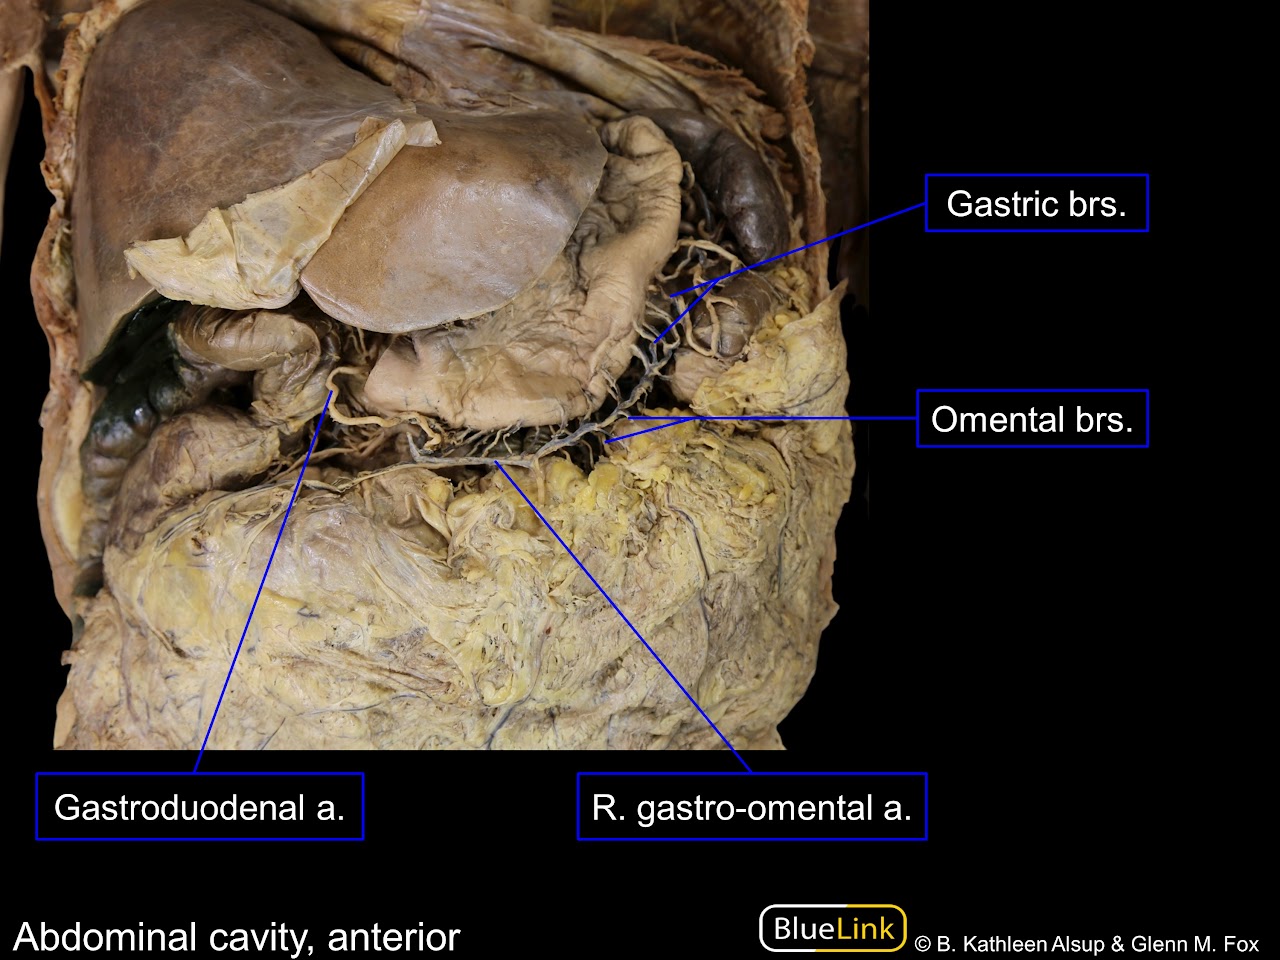 Gastric brs.
Omental brs.
Gastroduodenal a.
R. gastro-omental a.
Abdominal cavity, anterior
BlueLink
© B. Kathleen Alsup & Glenn M. Fox